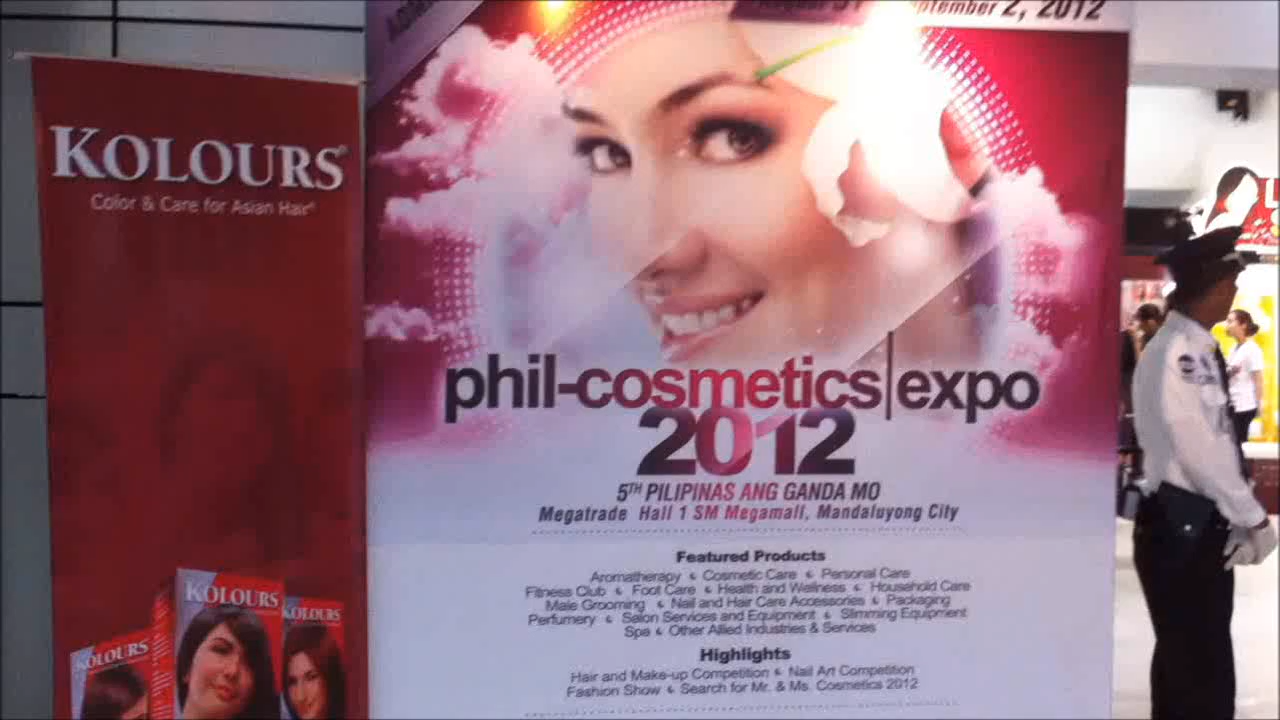 KOLOURS
Color & Care for Asian Hair
2, 2012
phil-cosmetics|expo
2012
5TH PILIPINAS ANG GANDA MO
Megatrade Hall 1 SM Megamall, Mandaluyong City
Featured Products
Aromatherapy Cosmetic Care Personal Care
Fitness Club Foot Care Health and Wellness Household Care
Male Grooming Nail and Hair Care Accessories Packaging
Perfumery Salon Services and Equipment Slimming Equipment
Spa Other Allied Industries & Services
Highlights
Hair and Make-up Competition Nail Art Competition
Fashion Show Search for Mr. & Ms. Cosmetics 2012
KOLOURS
KOLOURS
KOLOURS